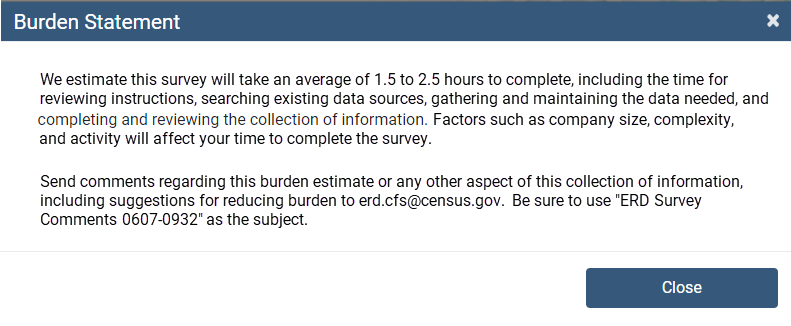 Burden Statement
We estimate this survey will take an average of 1.5 to 2.5 hours to complete, including the time for
reviewing instructions, searching existing data sources, gathering and maintaining the data needed, and
completing and reviewing the collection of information. Factors such as company size, complexity,
and activity will affect your time to complete the survey.
Send comments regarding this burden estimate or any other aspect of this collection of information,
including suggestions for reducing burden to erd.cfs@census.gov. Be sure to use "ERD Survey
Comments 0607-0932" as the subject.
Close